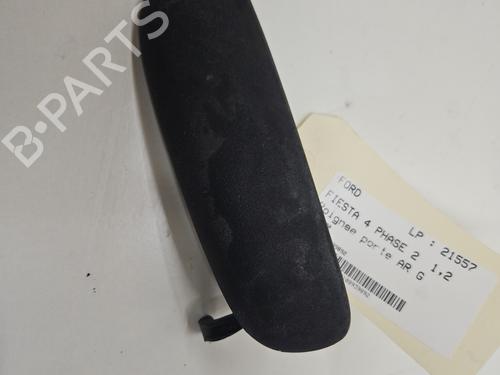 B-PARTS
FORD
LP : 21557
FIESTA 4 PHASE 2 1.2
Poignee porte AR G